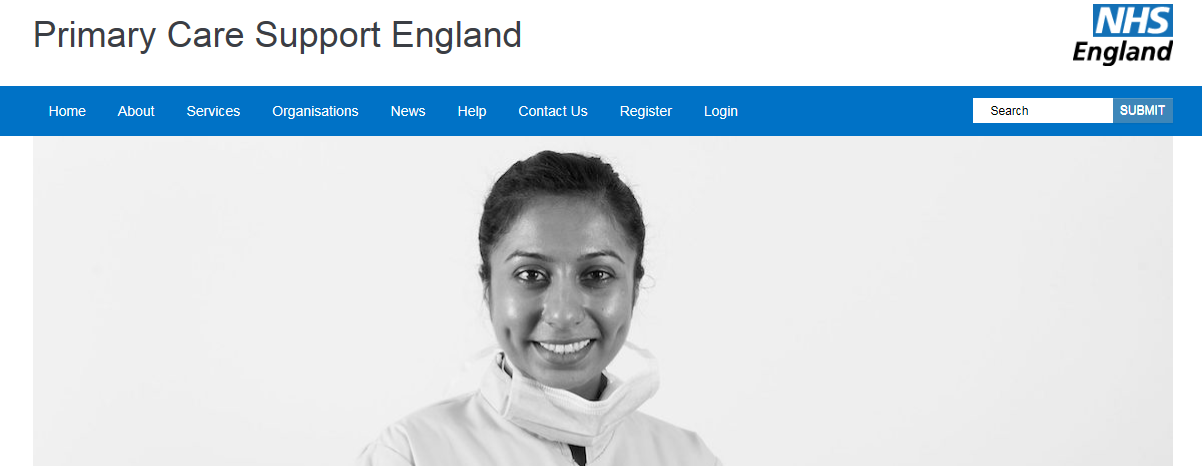 Primary Care Support England
NHS
England
Home About Services Organisations News Help Contact Us Register Login Search SUBMIT